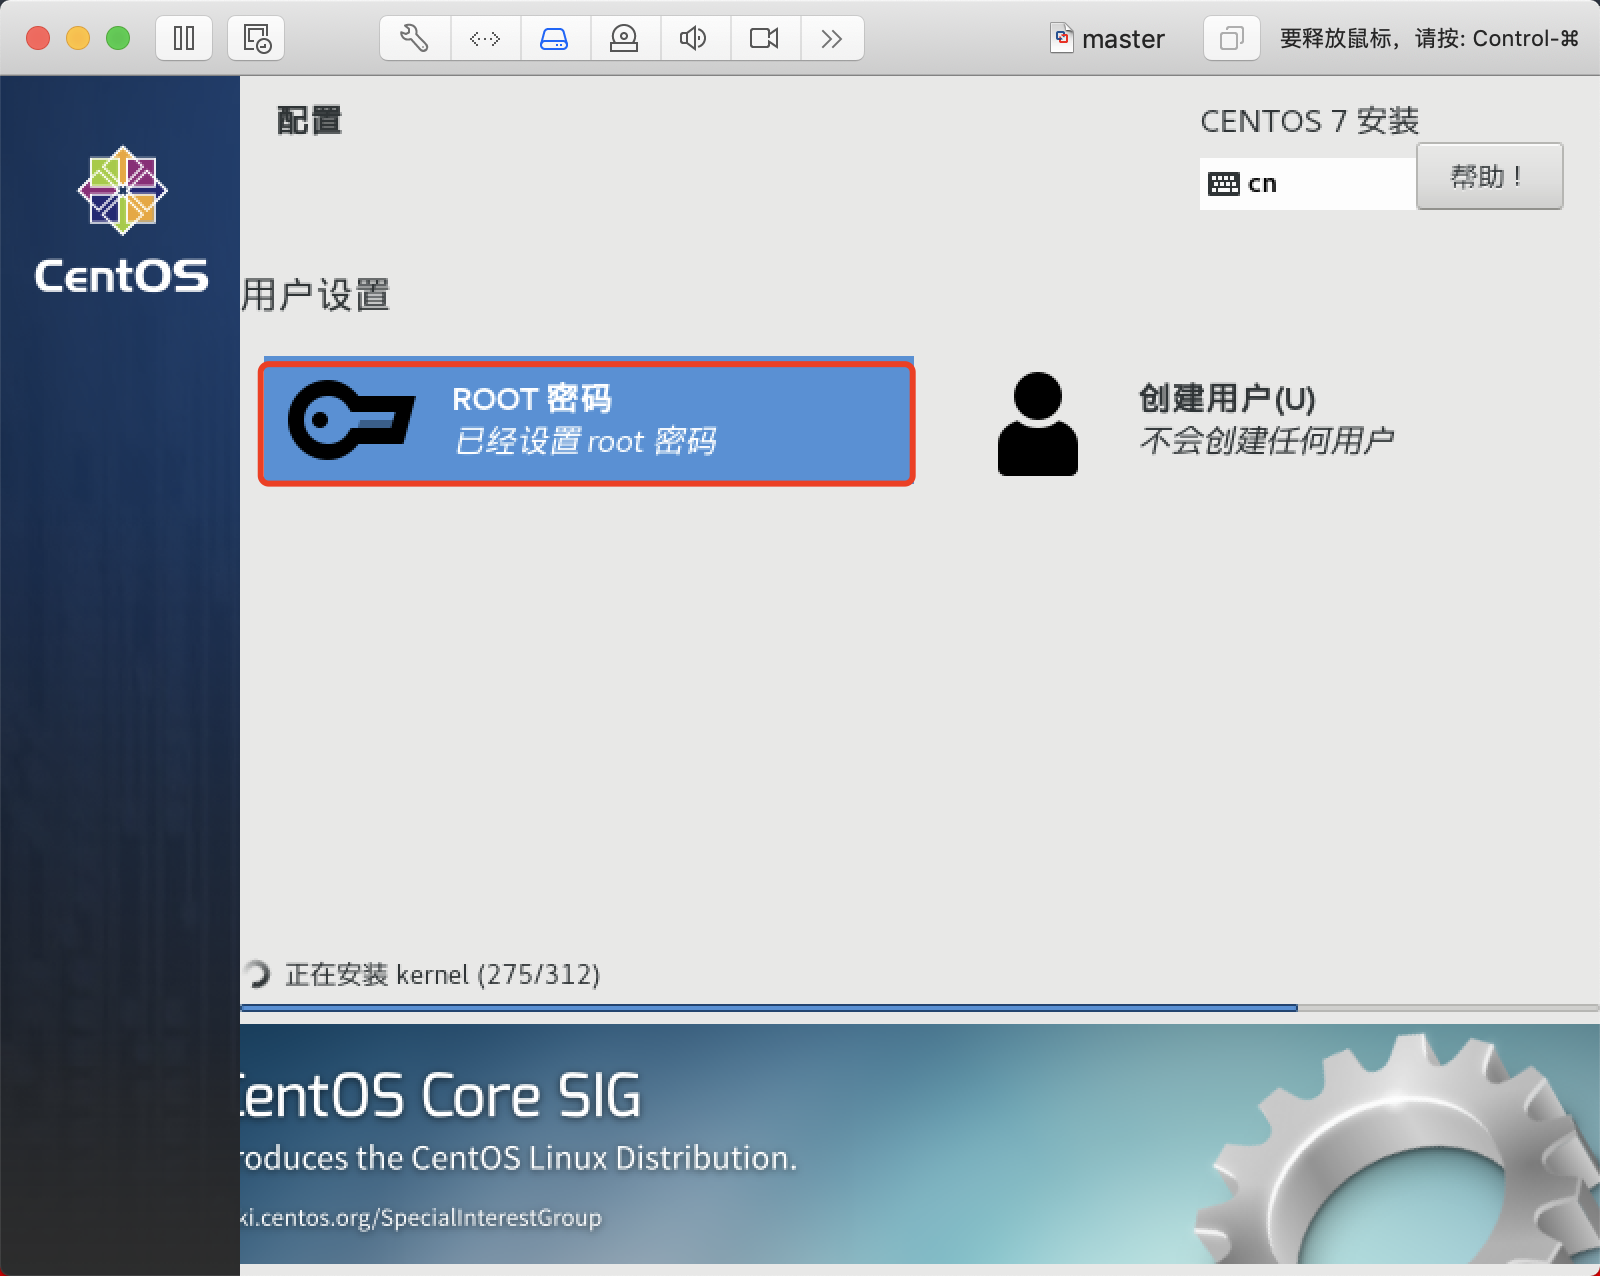 master
要释放鼠标，请按: Control-⌘
CentOS
配置
CENTOS 7 安装
cn
帮助！
用户设置
ROOT 密码
已经设置 root 密码
创建用户(U)
不会创建任何用户
正在安装 kernel (275/312)
entOS Core SIG
roduces the CentOS Linux Distribution.
ki.centos.org/SpecialInterestGroup